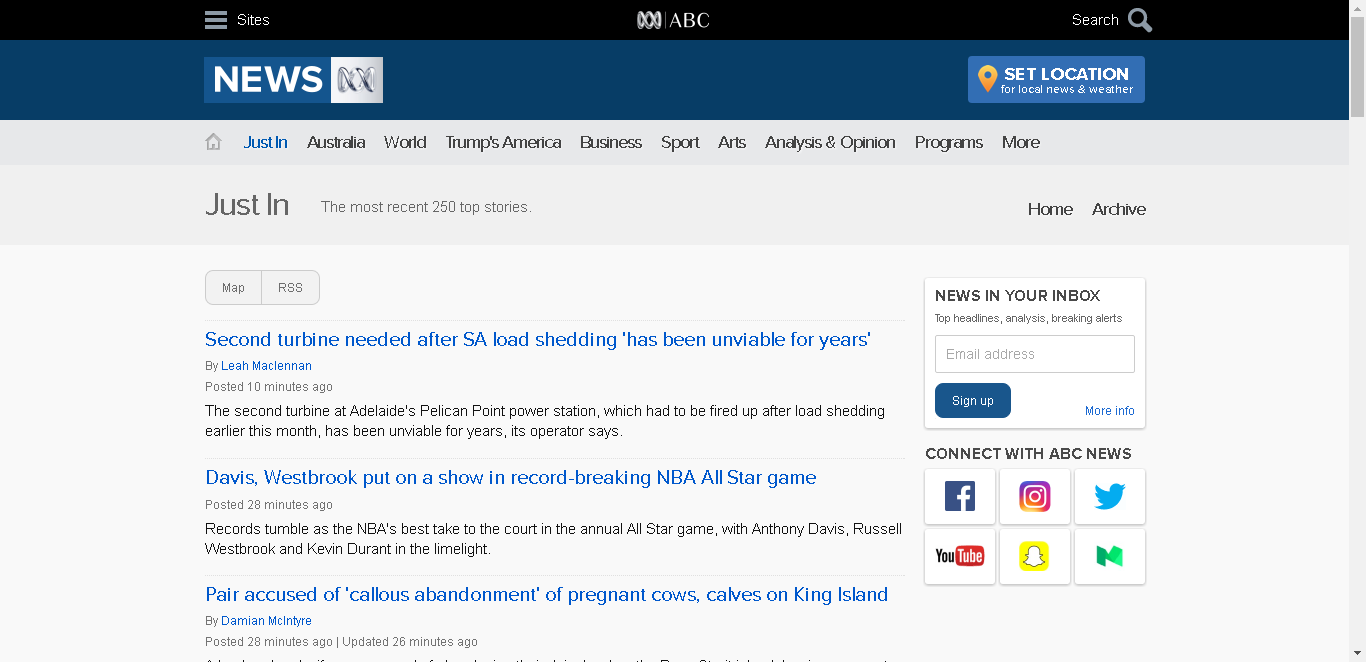 Sites
ABC
Search
NEWS
SET LOCATION
for local news & weather
Just In
Australia
World
Trump's America
Business
Sport
Arts
Analysis & Opinion
Programs
More
Just In
The most recent 250 top stories.
Home
Archive
Map
RSS
Second turbine needed after SA load shedding 'has been unviable for years'
By Leah Maclennan
Posted 10 minutes ago
The second turbine at Adelaide's Pelican Point power station, which had to be fired up after load shedding
earlier this month, has been unviable for years, its operator says.
Davis, Westbrook put on a show in record-breaking NBA All Star game
Posted 28 minutes ago
Records tumble as the NBA's best take to the court in the annual All Star game, with Anthony Davis, Russell
Westbrook and Kevin Durant in the limelight.
Pair accused of 'callous abandonment' of pregnant cows, calves on King Island
By Damian McIntyre
Posted 28 minutes ago | Updated 26 minutes ago
NEWS IN YOUR INBOX
Top headlines, analysis, breaking alerts
Email address
Sign up
More info
CONNECT WITH ABC NEWS
You Tube